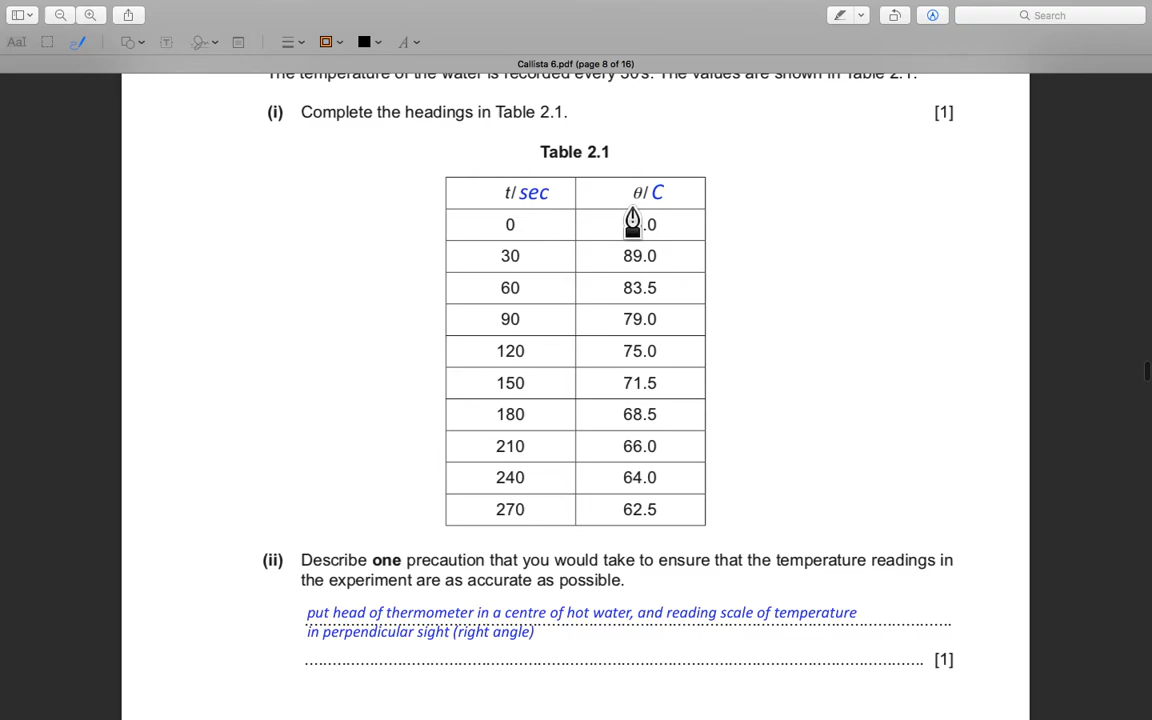 Search
AaI
T
A
Callista 6.pdf (page 8 of 16)
The temperature of the water is recorded every 30 s. The values are shown in Table 2.1.
(i) Complete the headings in Table 2.1. [1]
Table 2.1
t/ sec θ/ C
0 .0
30 89.0
60 83.5
90 79.0
120 75.0
150 71.5
180 68.5
210 66.0
240 64.0
270 62.5
(ii) Describe one precaution that you would take to ensure that the temperature readings in
the experiment are as accurate as possible.
put head of thermometer in a centre of hot water, and reading scale of temperature
in perpendicular sight (right angle)
[1]